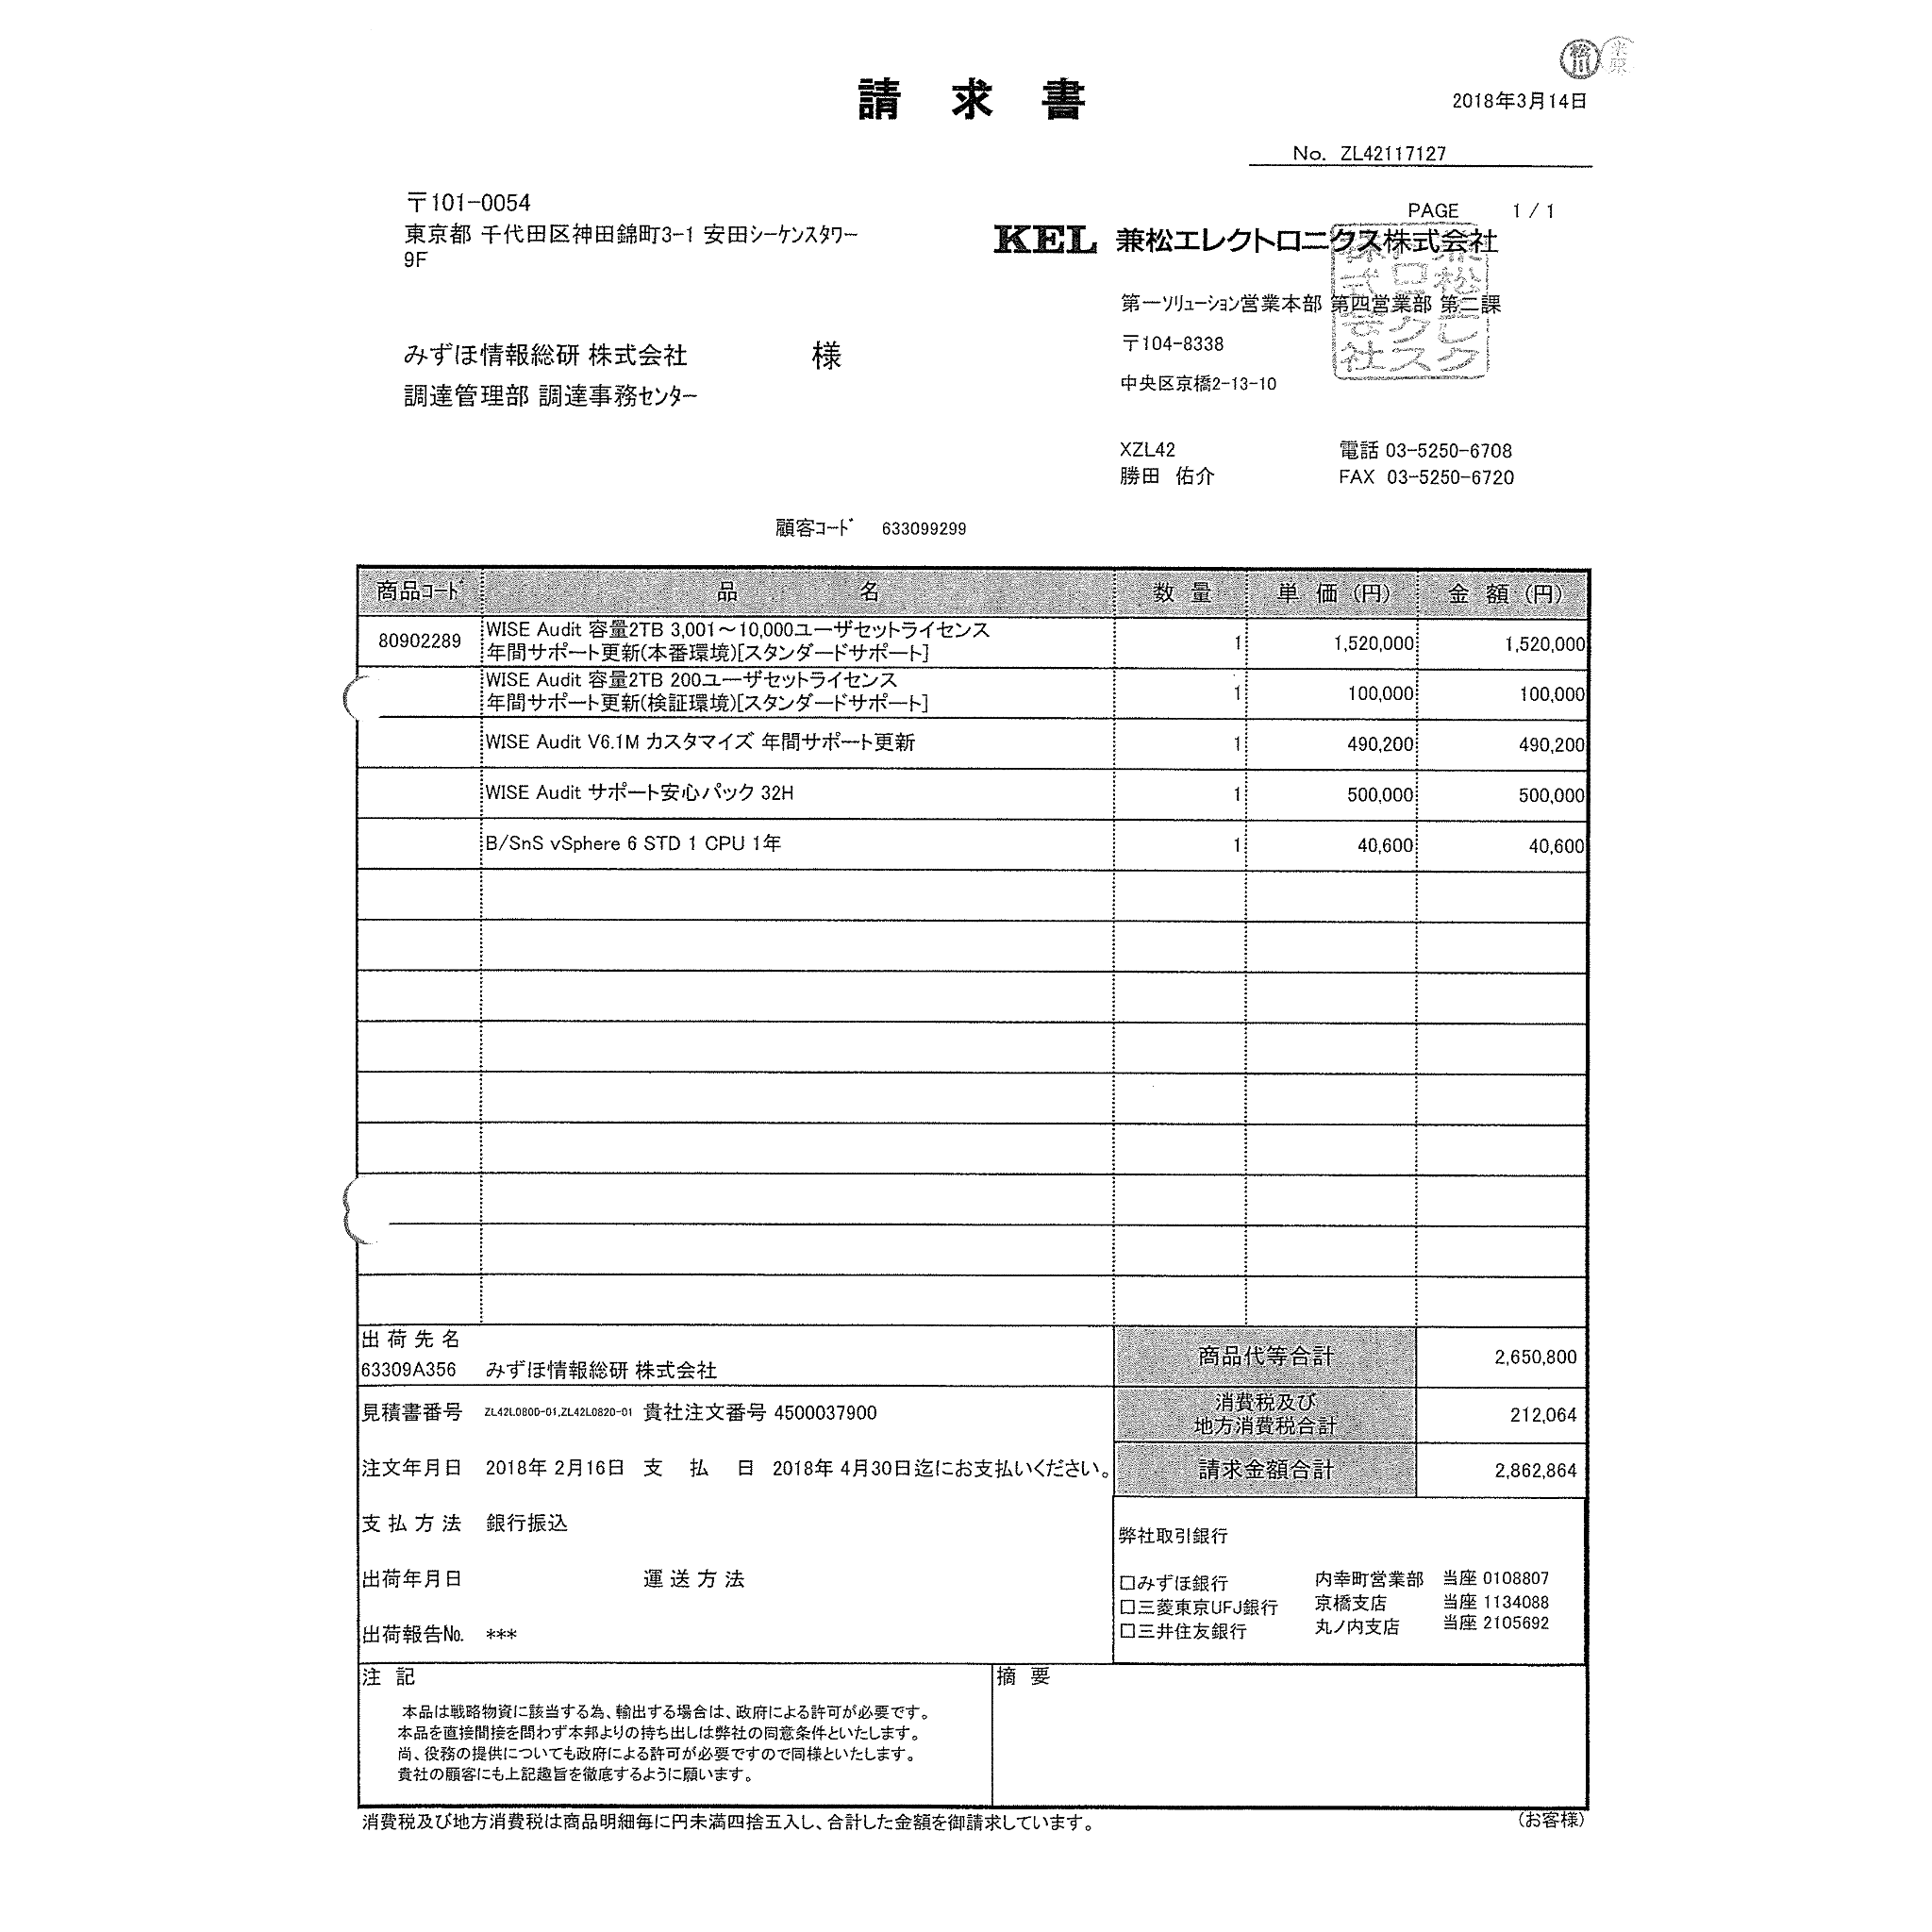 請求書
2018年3月14日
No. ZL42117127
PAGE 1 / 1
〒101-0054
東京都 千代田区神田錦町3-1 安田シーケンスタワー
9F
みずほ情報総研 株式会社 様
調達管理部 調達事務センター
KEL 兼松エレクトロニクス株式会社
第一ソリューション営業本部 第四営業部 第二課
〒104-8338
中央区京橋2-13-10
XZL42 電話 03-5250-6708
勝田 佑介 FAX 03-5250-6720
顧客コード 633099299
商品コード 品名 数量 単価(円) 金額(円)
80902289 WISE Audit 容量2TB 3,001～10,000ユーザセットライセンス
年間サポート更新(本番環境)[スタンダードサポート] 1 1,520,000 1,520,000
WISE Audit 容量2TB 200ユーザセットライセンス
年間サポート更新(検証環境)[スタンダードサポート] 1 100,000 100,000
WISE Audit V6.1M カスタマイズ 年間サポート更新 1 490,200 490,200
WISE Audit サポート安心パック 32H 1 500,000 500,000
B/SnS vSphere 6 STD 1 CPU 1年 1 40,600 40,600
出荷先名
63309A356 みずほ情報総研 株式会社
商品代等合計 2,650,800
見積書番号 ZL42L0800-01,ZL42L0820-01 貴社注文番号 4500037900
消費税及び
地方消費税合計 212,064
注文年月日 2018年 2月16日 支払日 2018年 4月30日迄にお支払いください。
請求金額合計 2,862,864
支払方法 銀行振込
出荷年月日 運送方法
出荷報告No. ***
弊社取引銀行
□みずほ銀行 内幸町営業部 当座 0108807
□三菱東京UFJ銀行 京橋支店 当座 1134088
□三井住友銀行 丸ノ内支店 当座 2105692
注記
本品は戦略物資に該当する為、輸出する場合は、政府による許可が必要です。
本品を直接間接を問わず本邦よりの持ち出しは弊社の同意条件といたします。
尚、役務の提供についても政府による許可が必要ですので同様といたします。
貴社の顧客にも上記趣旨を徹底するように願います。
摘要
消費税及び地方消費税は商品明細毎に円未満四捨五入し、合計した金額を御請求しています。
(お客様)